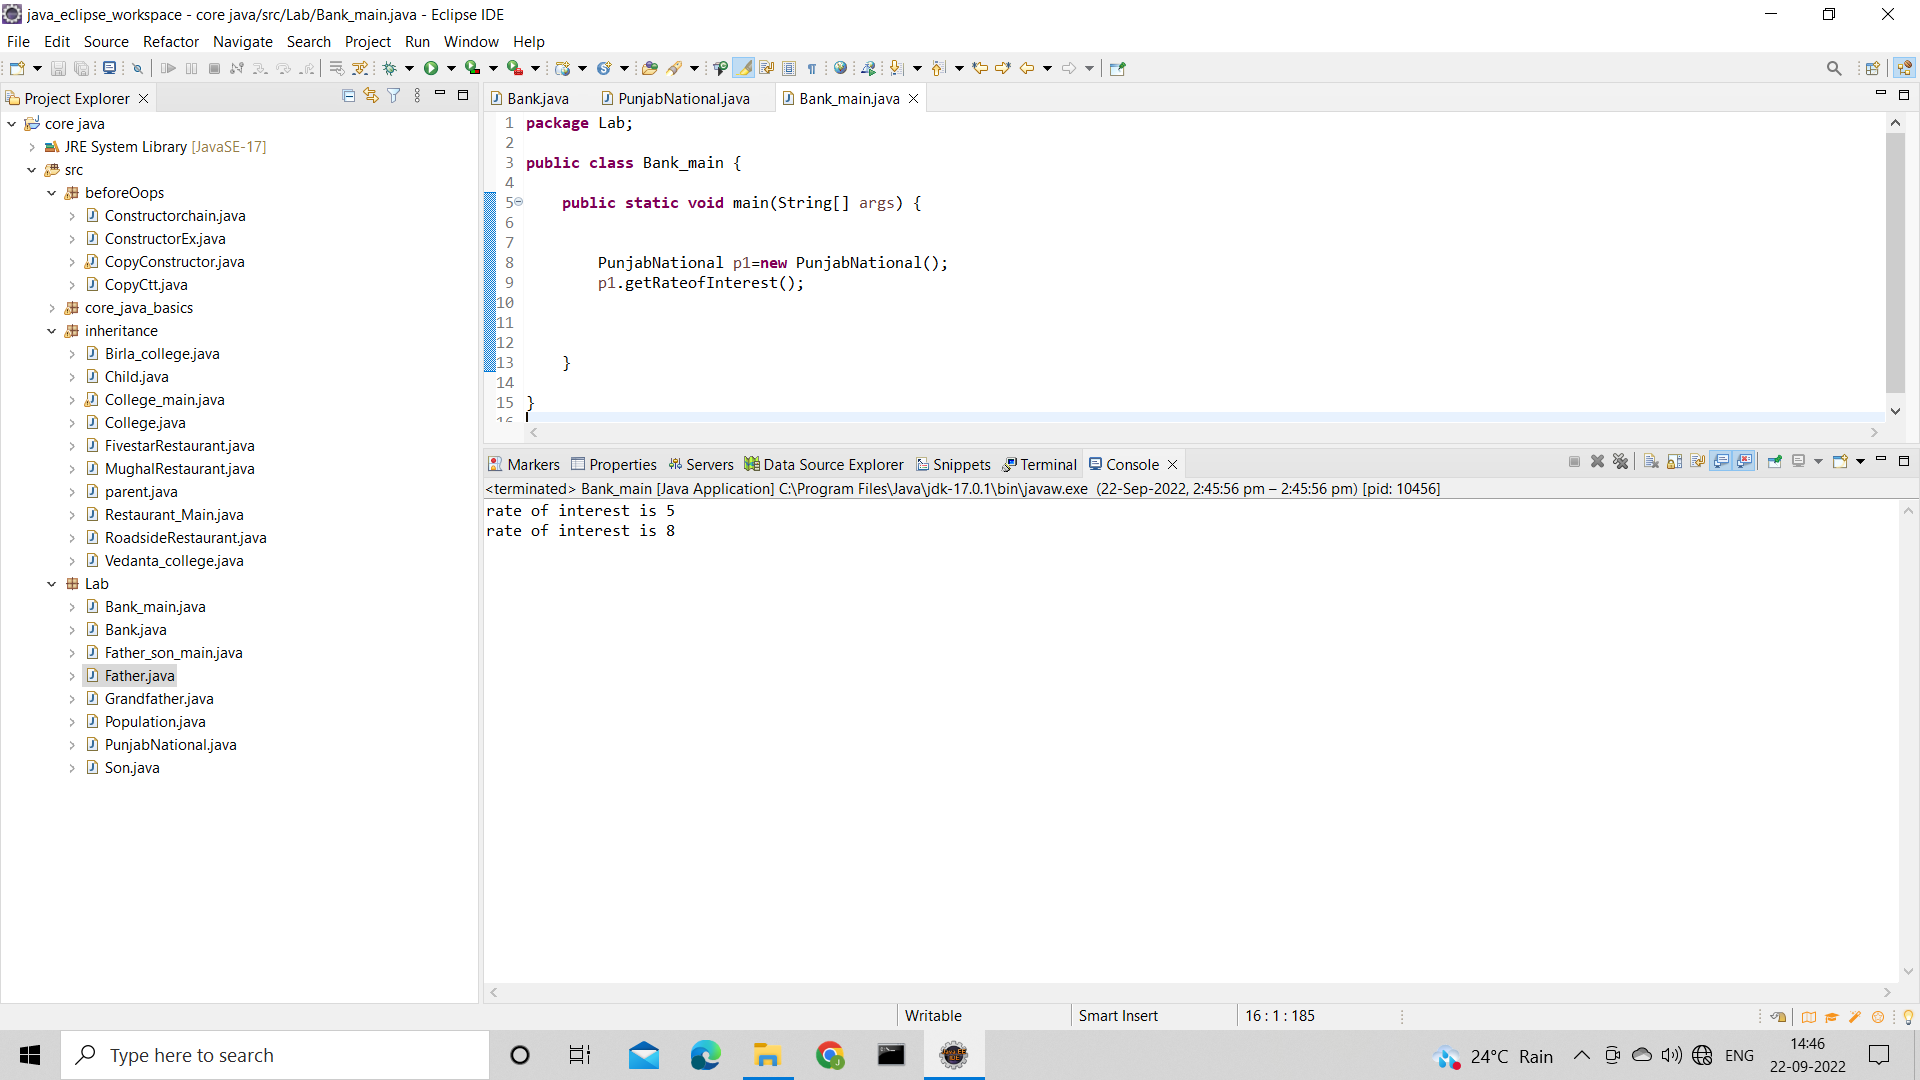 java_eclipse_workspace - core java/src/Lab/Bank_main.java - Eclipse IDE
File Edit Source Refactor Navigate Search Project Run Window Help
Project Explorer
core java
JRE System Library [JavaSE-17]
src
beforeOops
Constructorchain.java
ConstructorEx.java
CopyConstructor.java
CopyCtt.java
core_java_basics
inheritance
Birla_college.java
Child.java
College_main.java
College.java
FivestarRestaurant.java
MughalRestaurant.java
parent.java
Restaurant_Main.java
RoadsideRestaurant.java
Vedanta_college.java
Lab
Bank_main.java
Bank.java
Father_son_main.java
Father.java
Grandfather.java
Population.java
PunjabNational.java
Son.java
Bank.java PunjabNational.java Bank_main.java
1 package Lab;
2
3 public class Bank_main {
4
5 public static void main(String[] args) {
6
7
8 PunjabNational p1=new PunjabNational();
9 p1.getRateofInterest();
10
11
12
13 }
14
15 }
16
Markers Properties Servers Data Source Explorer Snippets Terminal Console
<terminated> Bank_main [Java Application] C:\Program Files\Java\jdk-17.0.1\bin\javaw.exe (22-Sep-2022, 2:45:56 pm – 2:45:56 pm) [pid: 10456]
rate of interest is 5
rate of interest is 8
Writable Smart Insert 16 : 1 : 185
Type here to search
24°C Rain ENG
14:46
22-09-2022